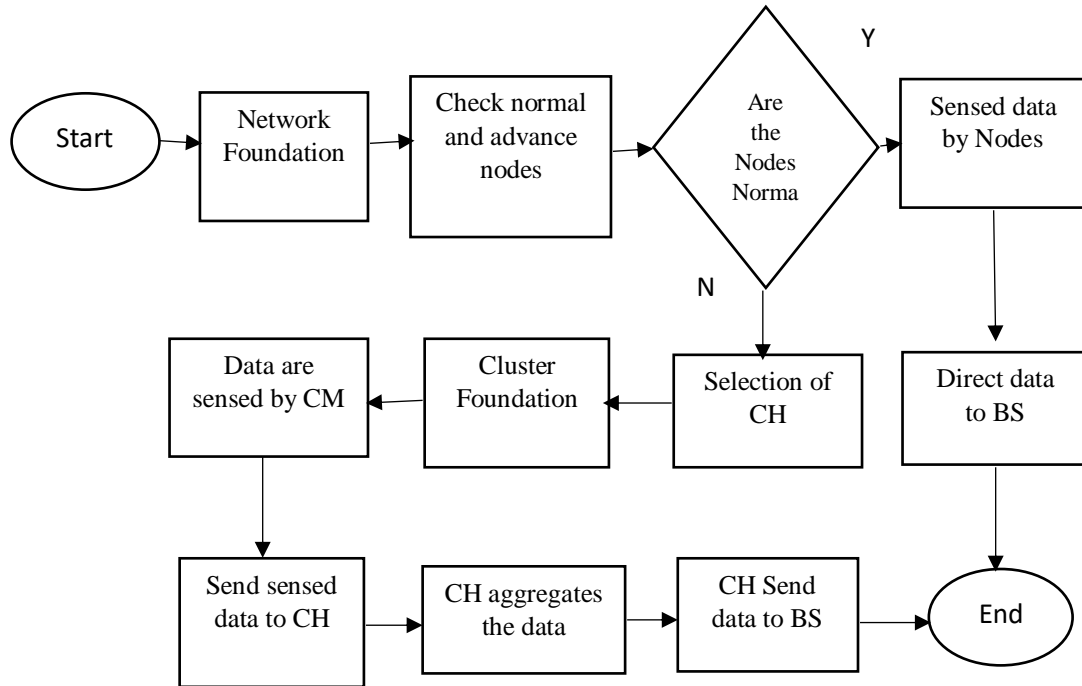 Y
Start
Network
Foundation
Check normal
and advance
nodes
Are
the
Nodes
Norma
Sensed data
by Nodes
N
Selection of
CH
Cluster
Foundation
Data are
sensed by CM
Direct data
to BS
Send sensed
data to CH
CH aggregates
the data
CH Send
data to BS
End